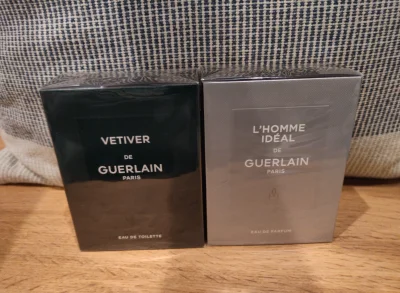 VETIVER
DE
GUERLAIN
PARIS
EAU DE TOILETTE
L'HOMME
IDÉAL
DE
GUERLAIN
PARIS
EAU DE PARFUM